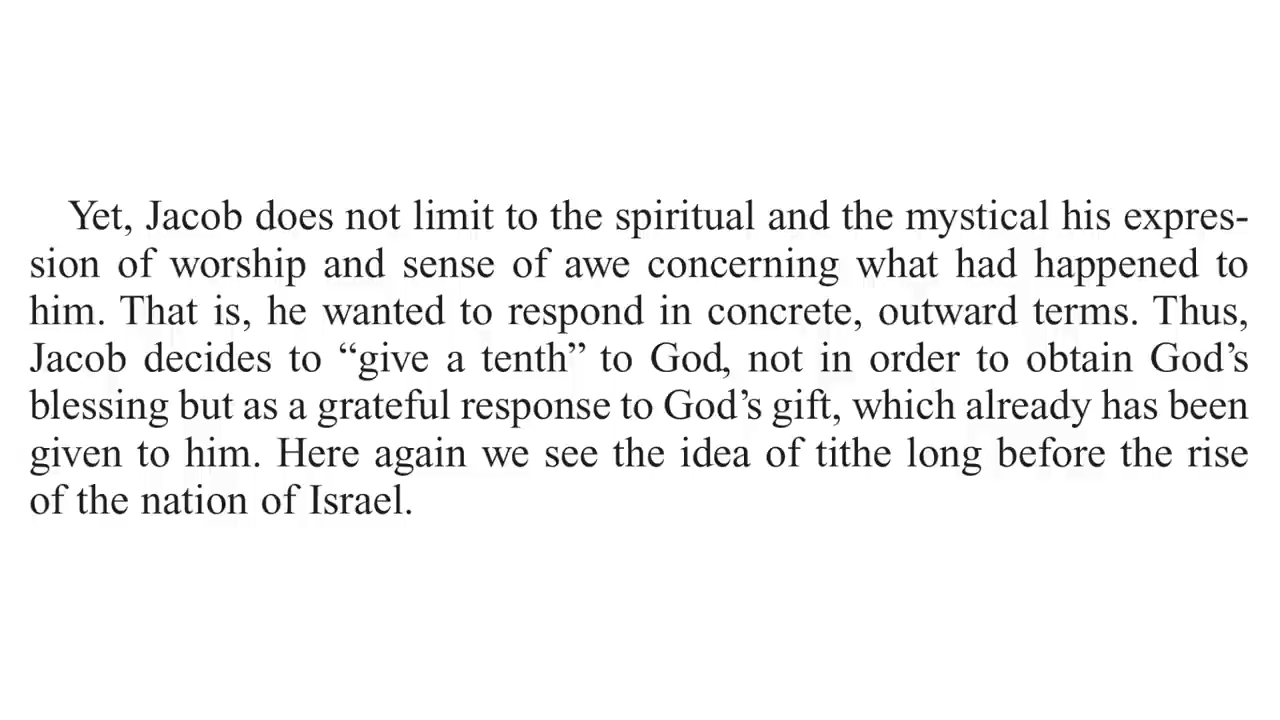 Yet, Jacob does not limit to the spiritual and the mystical his expres-
sion of worship and sense of awe concerning what had happened to
him. That is, he wanted to respond in concrete, outward terms. Thus,
Jacob decides to “give a tenth” to God, not in order to obtain God’s
blessing but as a grateful response to God’s gift, which already has been
given to him. Here again we see the idea of tithe long before the rise
of the nation of Israel.